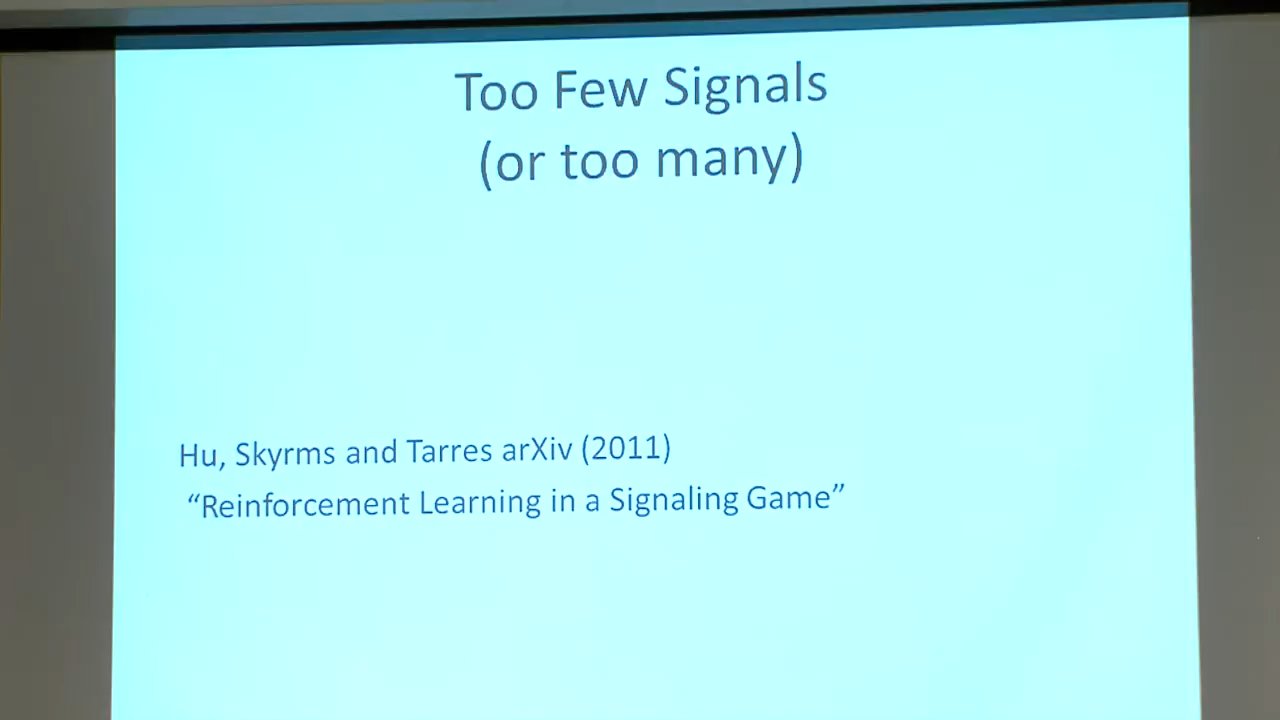 Too Few Signals
(or too many)
Hu, Skyrms and Tarres arXiv (2011)
“Reinforcement Learning in a Signaling Game”